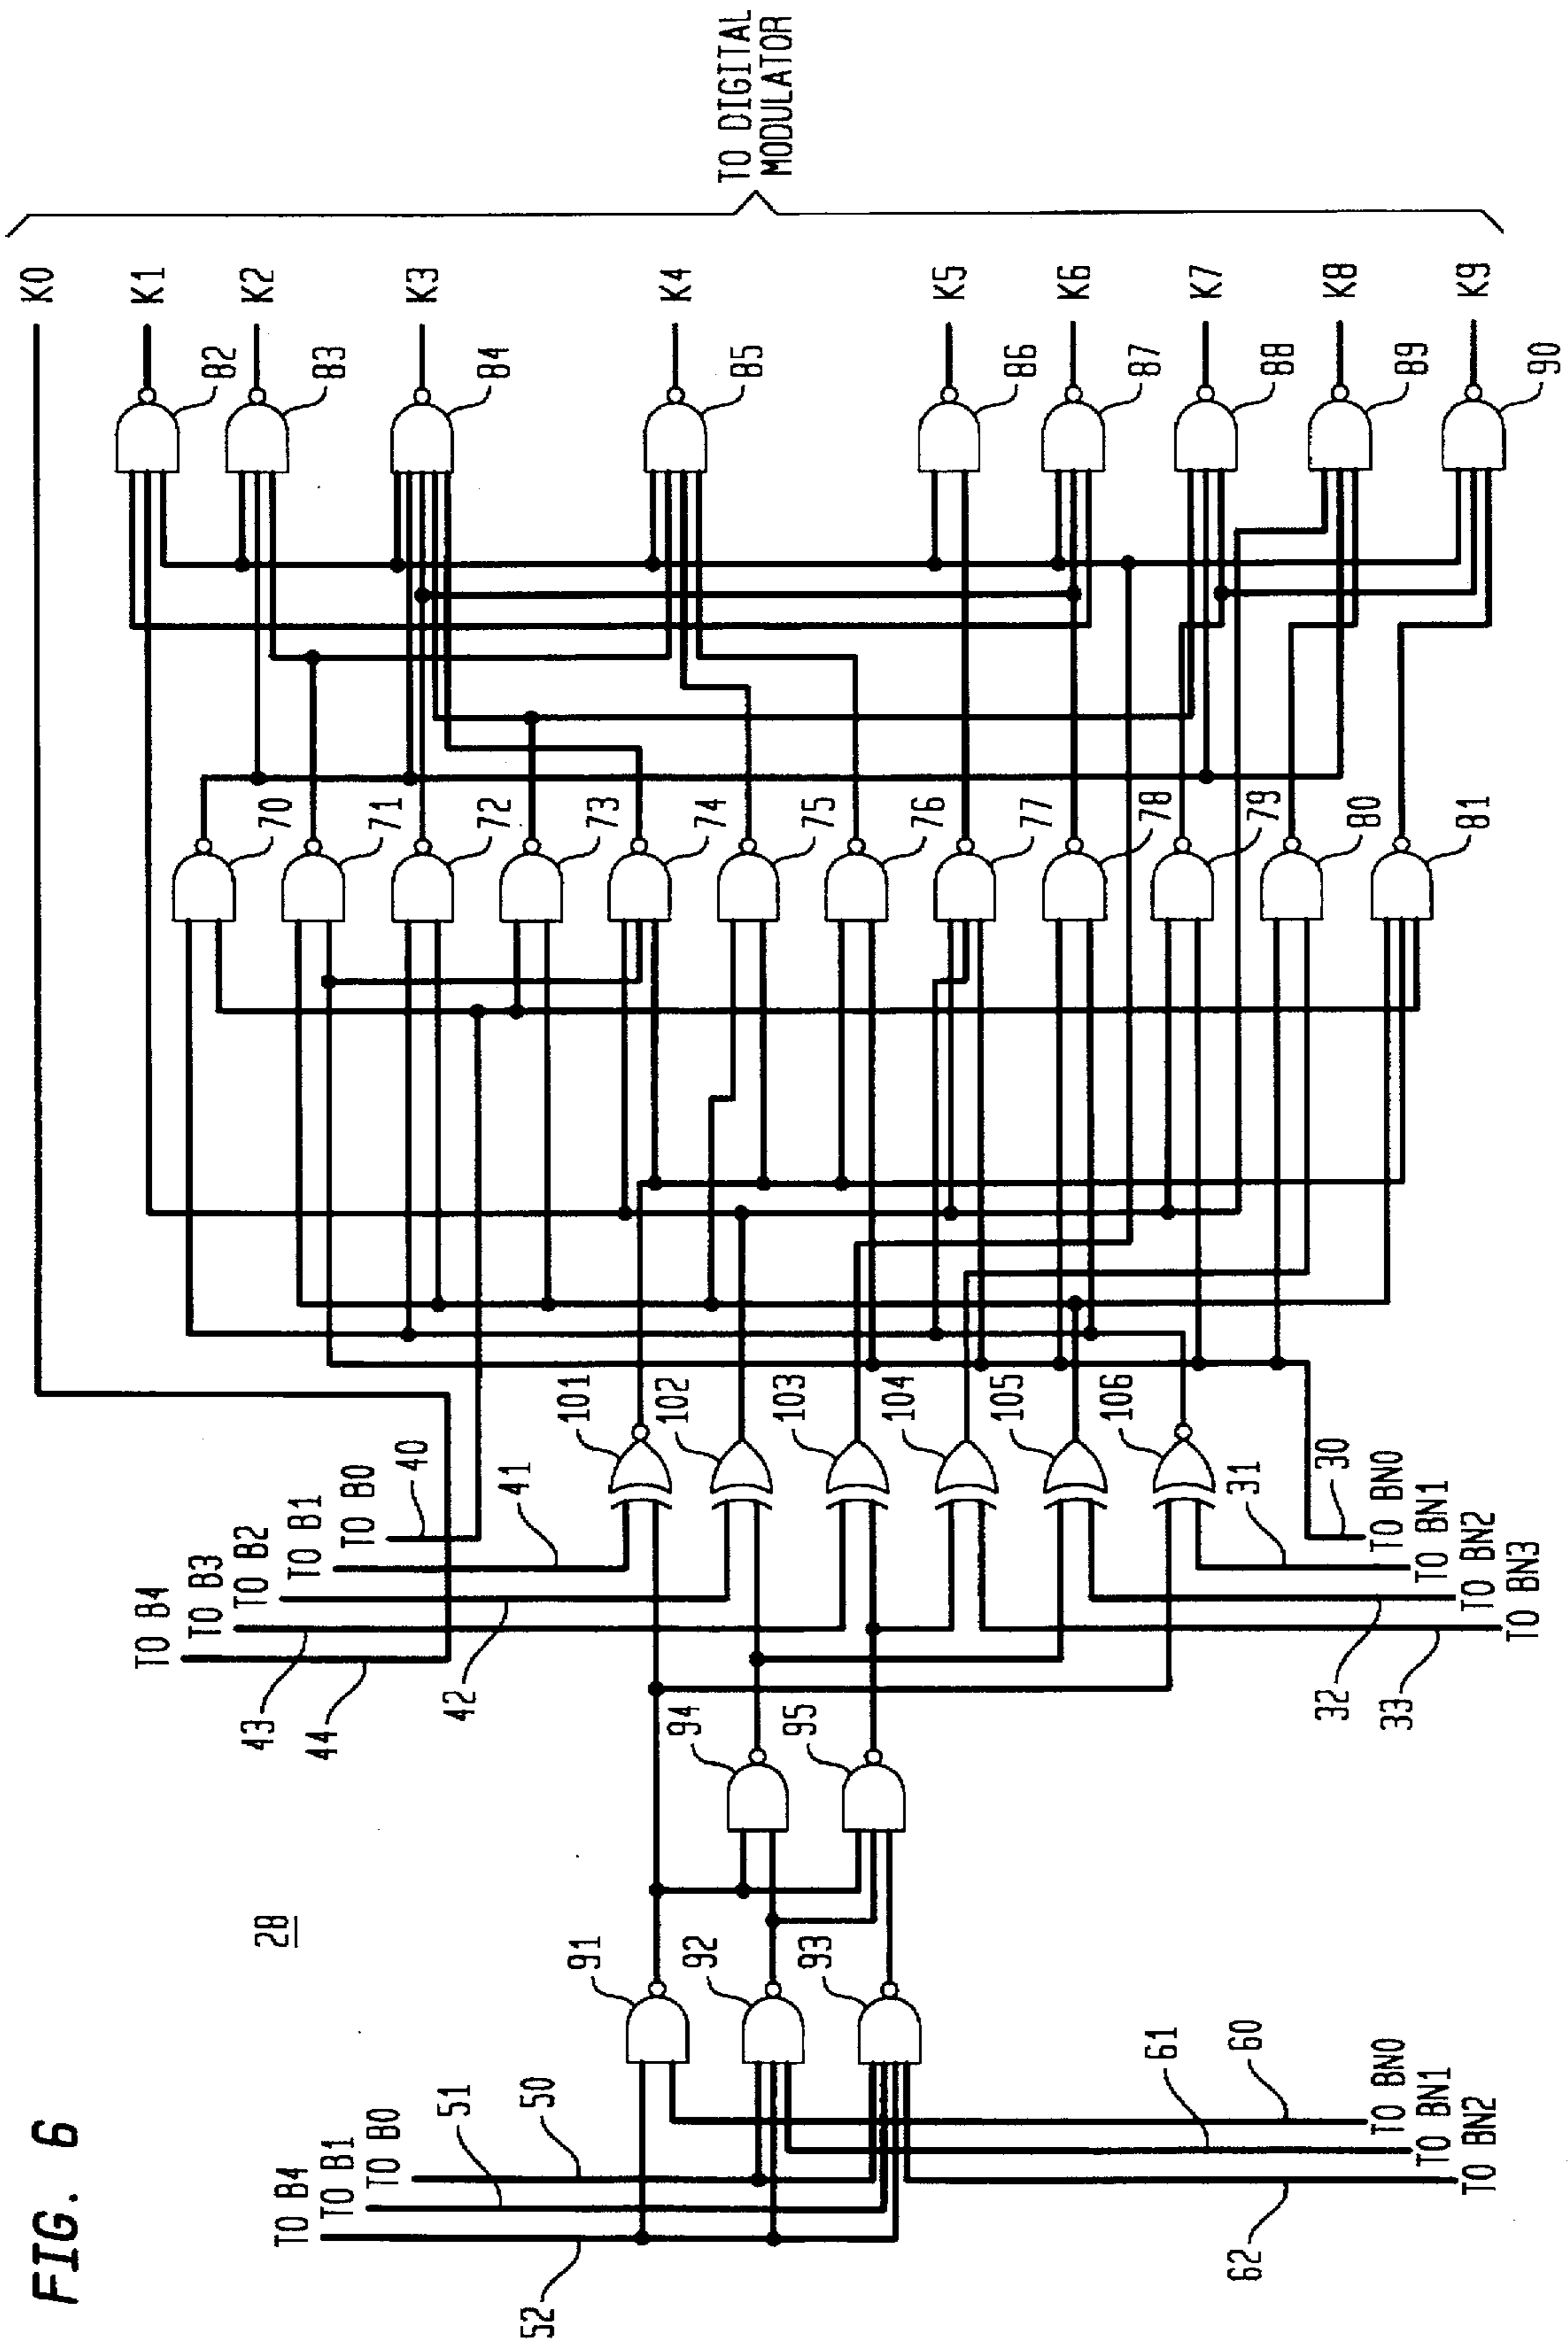 FIG. 6
28
TO DIGITAL
MODULATOR
K0
K1
K2
K3
K4
K5
K6
K7
K8
K9
82
83
84
85
86
87
88
89
90
70
71
72
73
74
75
76
77
78
79
80
81
101
102
103
104
105
106
TO B4
TO B3
TO B2
TO B1
TO B0
40
41
42
43
44
30
31
32
33
TO BN0
TO BN1
TO BN2
TO BN3
94
95
91
92
93
TO B4
TO B1
TO B0
50
51
52
60
61
62
TO BN0
TO BN1
TO BN2